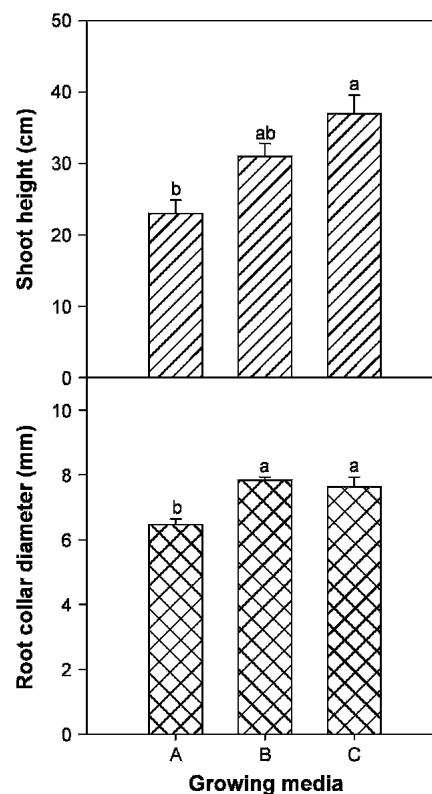 50
40
30
20
10
0
Shoot height (cm)
b
ab
a
10
8
6
4
2
0
Root collar diameter (mm)
b
a
a
A B C
Growing media